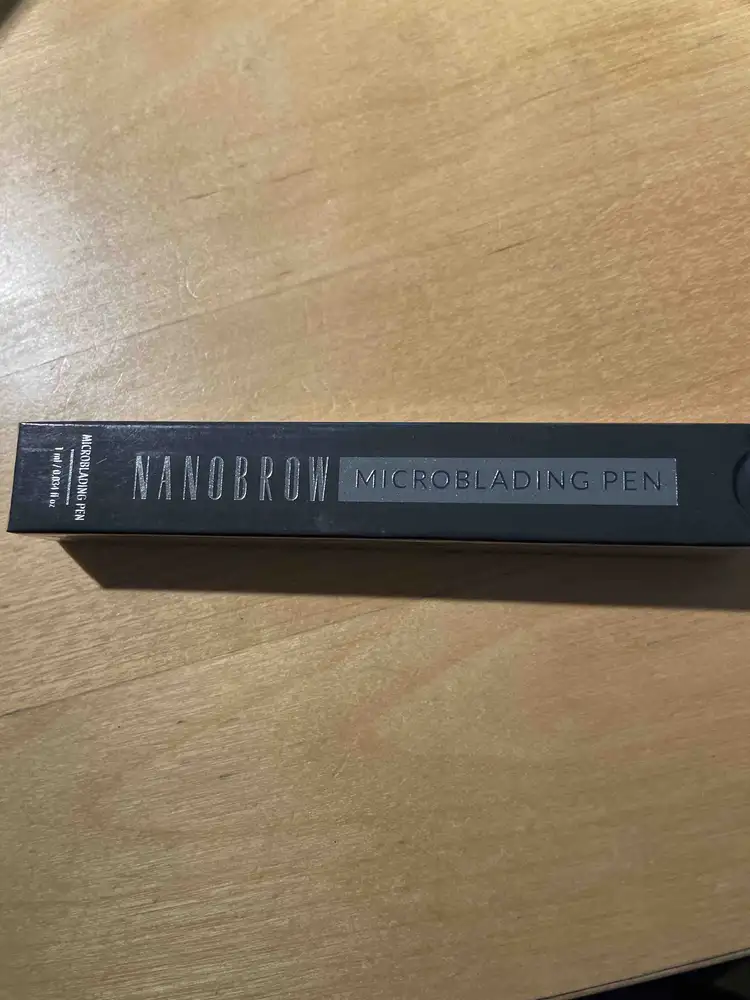 NANOBROW MICROBLADING PEN
MICROBLADING PEN
1 ml / 0.034 fl oz